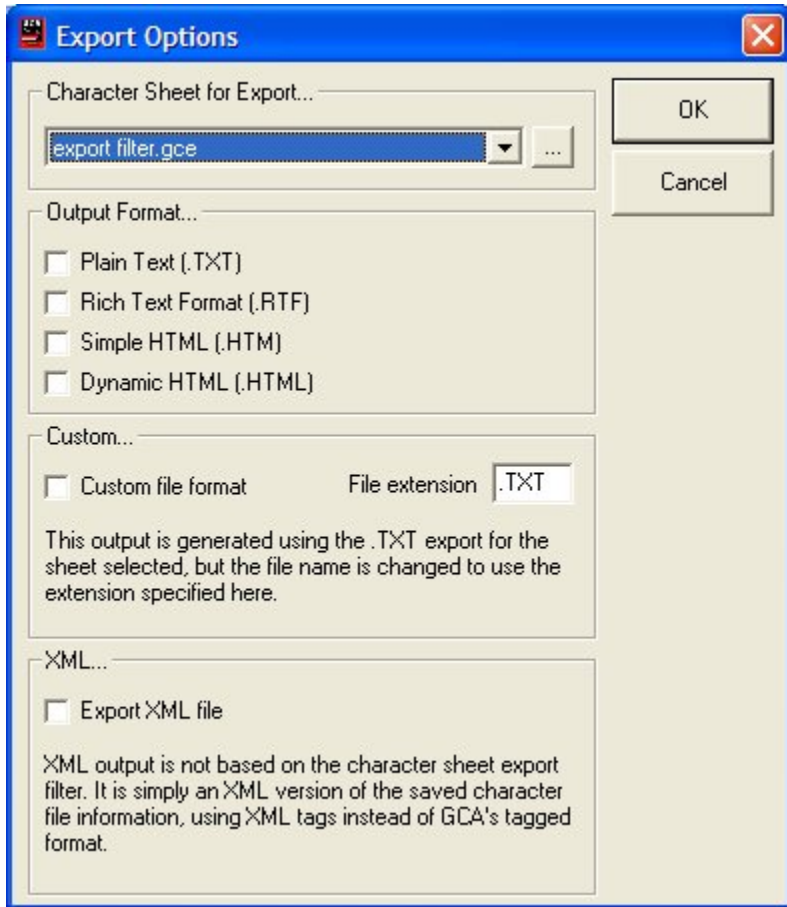 Export Options
Character Sheet for Export...
export filter.gce
...
OK
Cancel
Output Format...
Plain Text (.TXT)
Rich Text Format (.RTF)
Simple HTML (.HTM)
Dynamic HTML (.HTML)
Custom...
Custom file format File extension .TXT
This output is generated using the .TXT export for the
sheet selected, but the file name is changed to use the
extension specified here.
XML...
Export XML file
XML output is not based on the character sheet export
filter. It is simply an XML version of the saved character
file information, using XML tags instead of GCA's tagged
format.